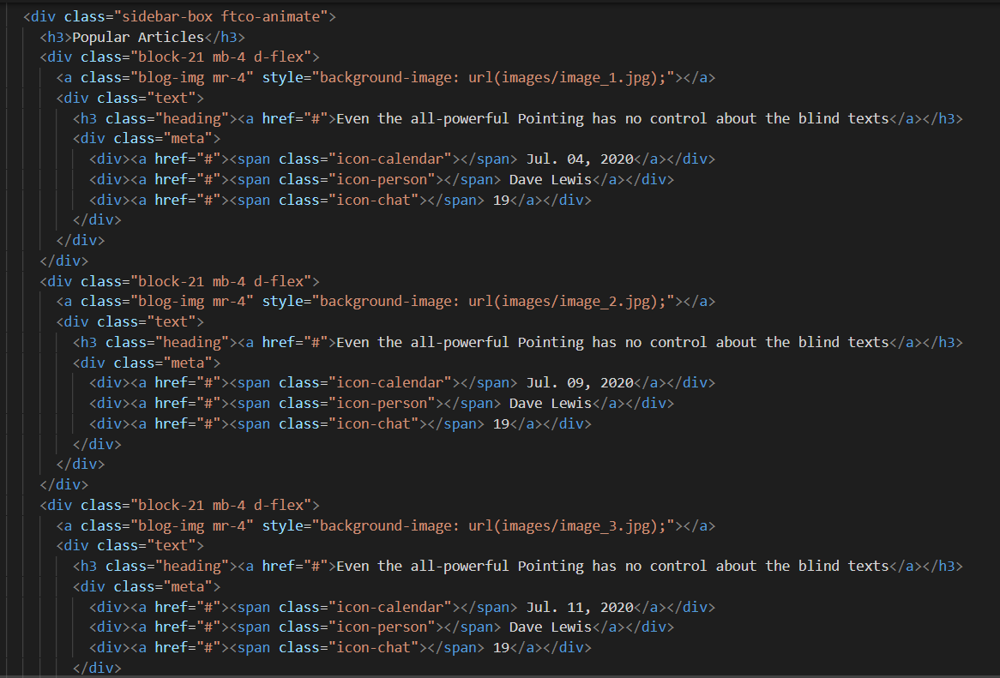 <div class="sidebar-box ftco-animate">
<h3>Popular Articles</h3>
<div class="block-21 mb-4 d-flex">
<a class="blog-img mr-4" style="background-image: url(images/image_1.jpg);"></a>
<div class="text">
<h3 class="heading"><a href="#">Even the all-powerful Pointing has no control about the blind texts</a></h3>
<div class="meta">
<div><a href="#"><span class="icon-calendar"></span> Jul. 04, 2020</a></div>
<div><a href="#"><span class="icon-person"></span> Dave Lewis</a></div>
<div><a href="#"><span class="icon-chat"></span> 19</a></div>
</div>
</div>
</div>
<div class="block-21 mb-4 d-flex">
<a class="blog-img mr-4" style="background-image: url(images/image_2.jpg);"></a>
<div class="text">
<h3 class="heading"><a href="#">Even the all-powerful Pointing has no control about the blind texts</a></h3>
<div class="meta">
<div><a href="#"><span class="icon-calendar"></span> Jul. 09, 2020</a></div>
<div><a href="#"><span class="icon-person"></span> Dave Lewis</a></div>
<div><a href="#"><span class="icon-chat"></span> 19</a></div>
</div>
</div>
</div>
<div class="block-21 mb-4 d-flex">
<a class="blog-img mr-4" style="background-image: url(images/image_3.jpg);"></a>
<div class="text">
<h3 class="heading"><a href="#">Even the all-powerful Pointing has no control about the blind texts</a></h3>
<div class="meta">
<div><a href="#"><span class="icon-calendar"></span> Jul. 11, 2020</a></div>
<div><a href="#"><span class="icon-person"></span> Dave Lewis</a></div>
<div><a href="#"><span class="icon-chat"></span> 19</a></div>
</div>